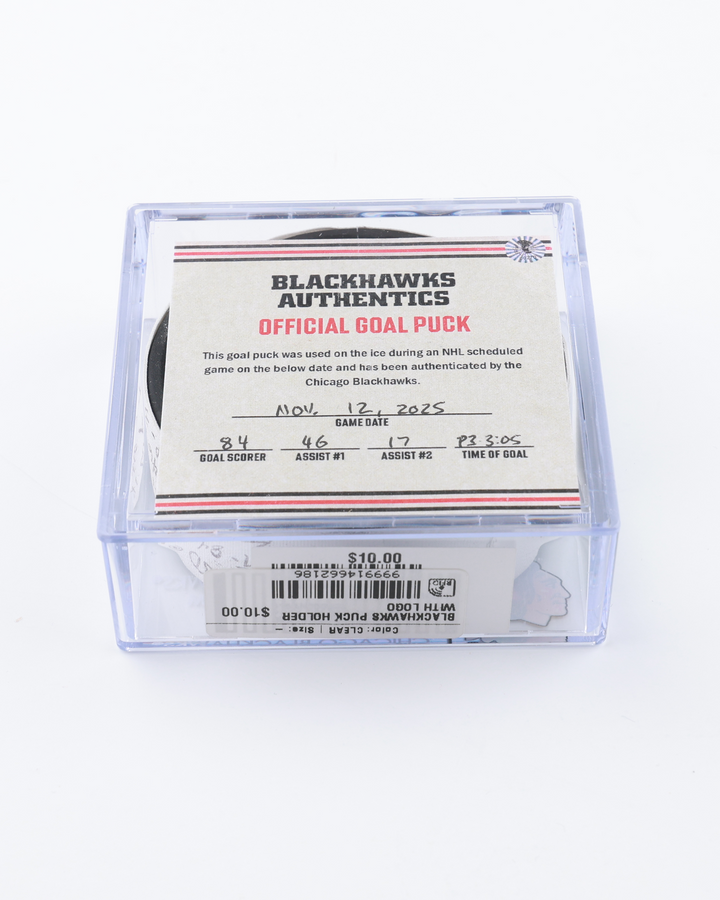 BLACKHAWKS
AUTHENTICS
OFFICIAL GOAL PUCK
This goal puck was used on the ice during an NHL scheduled
game on the below date and has been authenticated by the
Chicago Blackhawks.
NOV. 12, 2025
GAME DATE
84 46 17 P3 3:05
GOAL SCORER ASSIST #1 ASSIST #2 TIME OF GOAL
$10.00
999914662186
BLACKHAWKS PUCK HOLDER
WITH LOGO $10.00
Color: CLEAR | Size: –